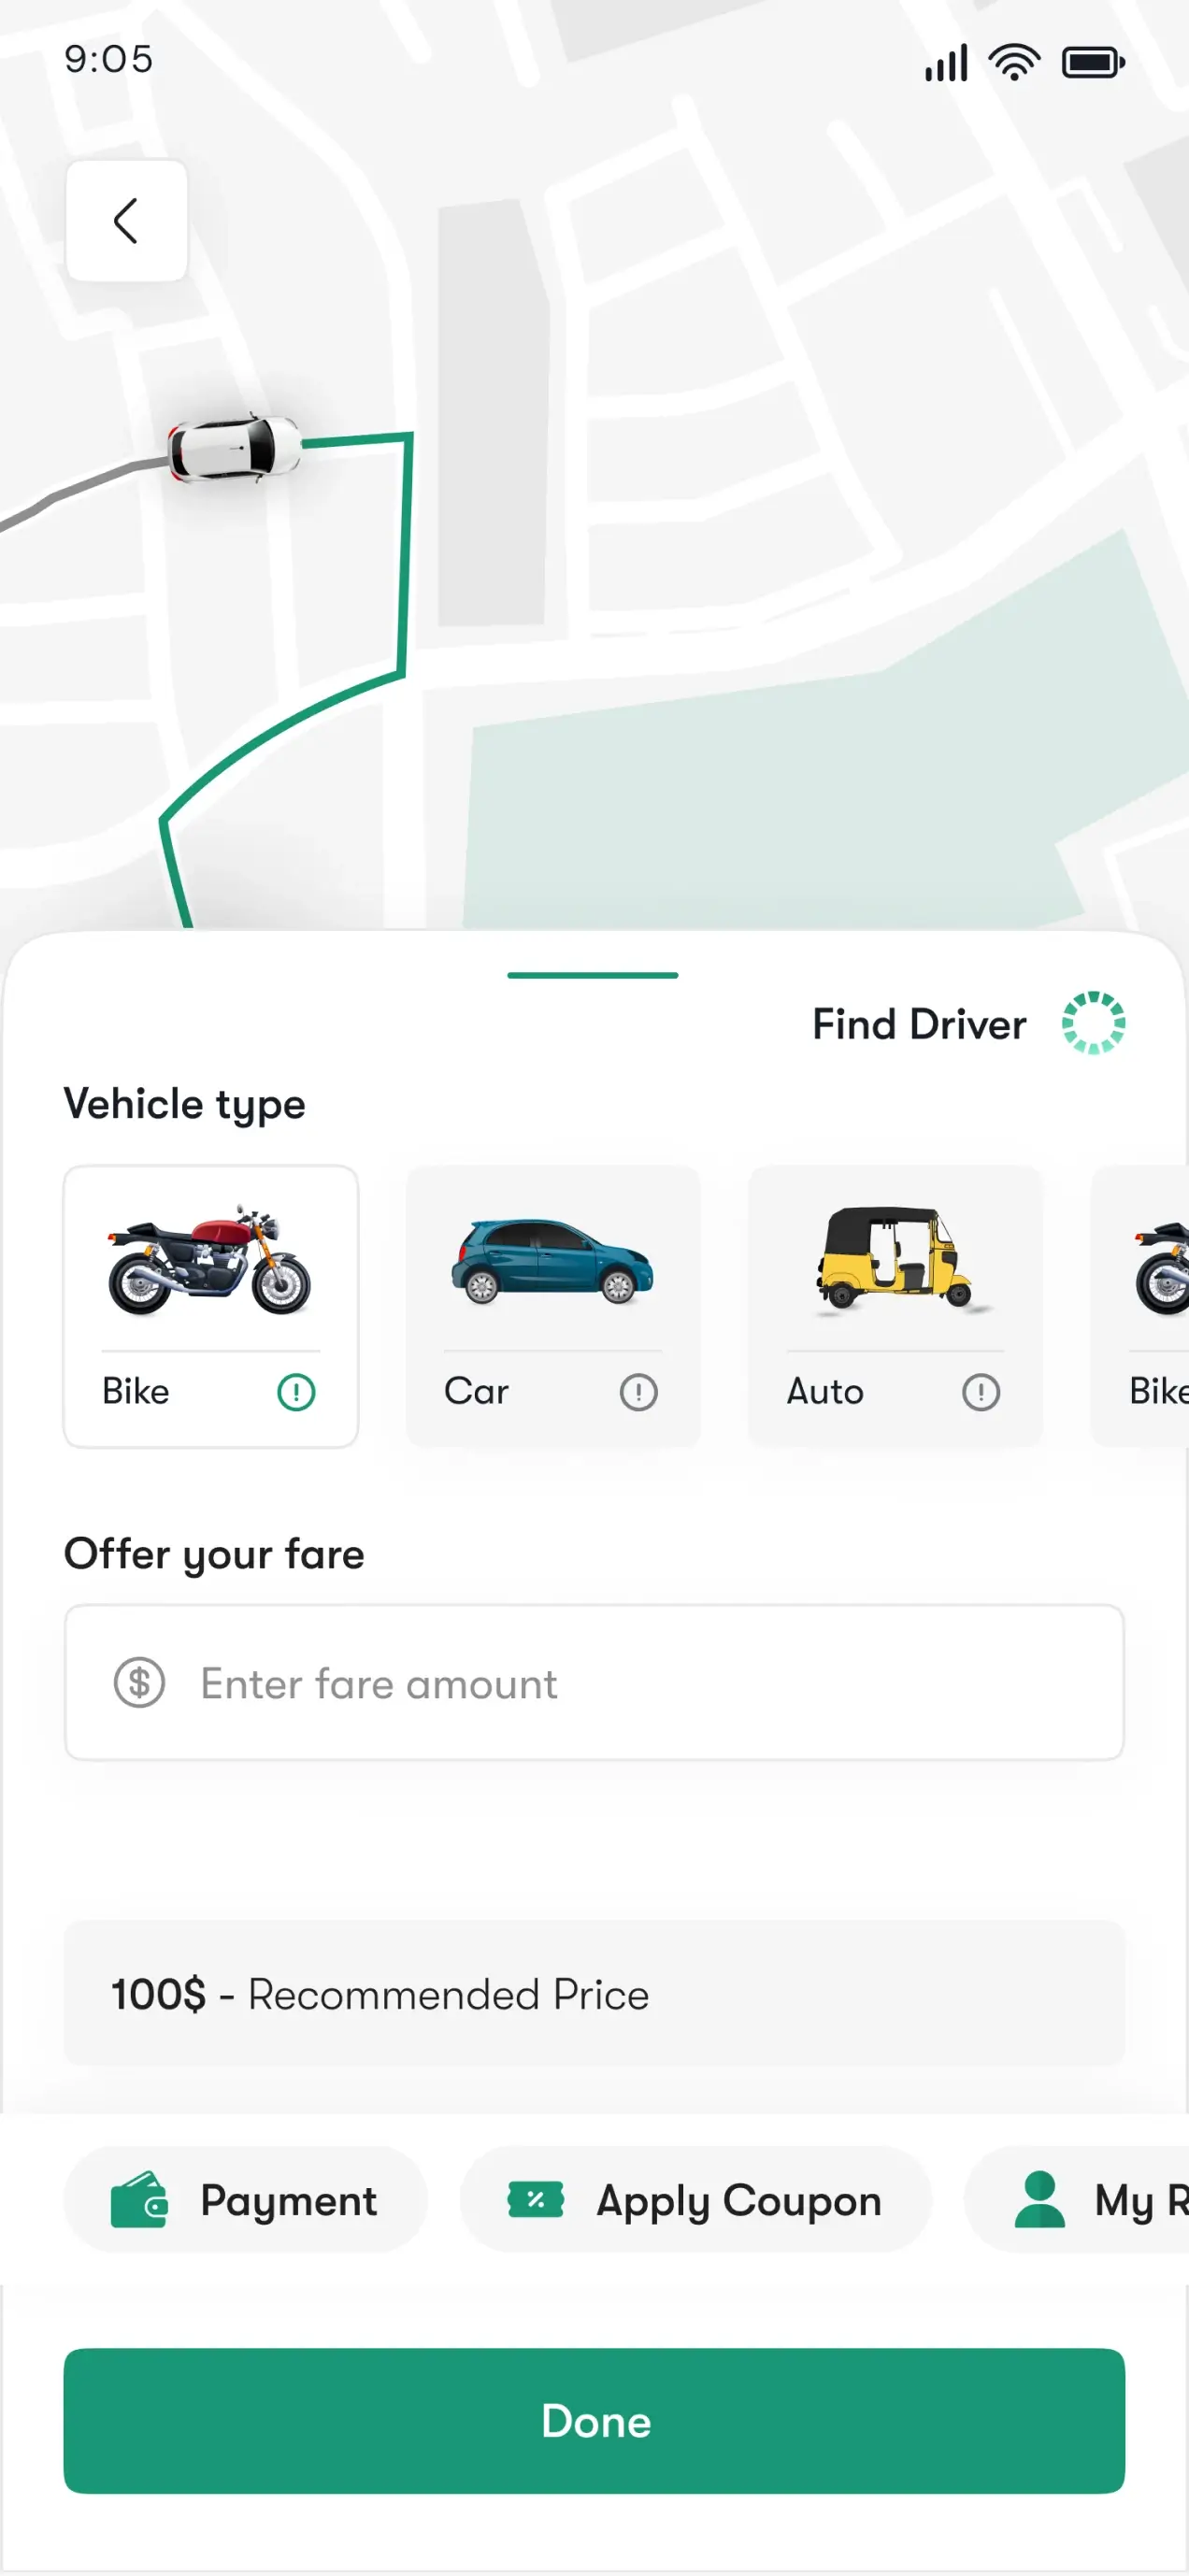 9:05
Find Driver
Vehicle type
Bike
Car
Auto
Bike
Offer your fare
Enter fare amount
100$ - Recommended Price
Payment
Apply Coupon
My R
Done